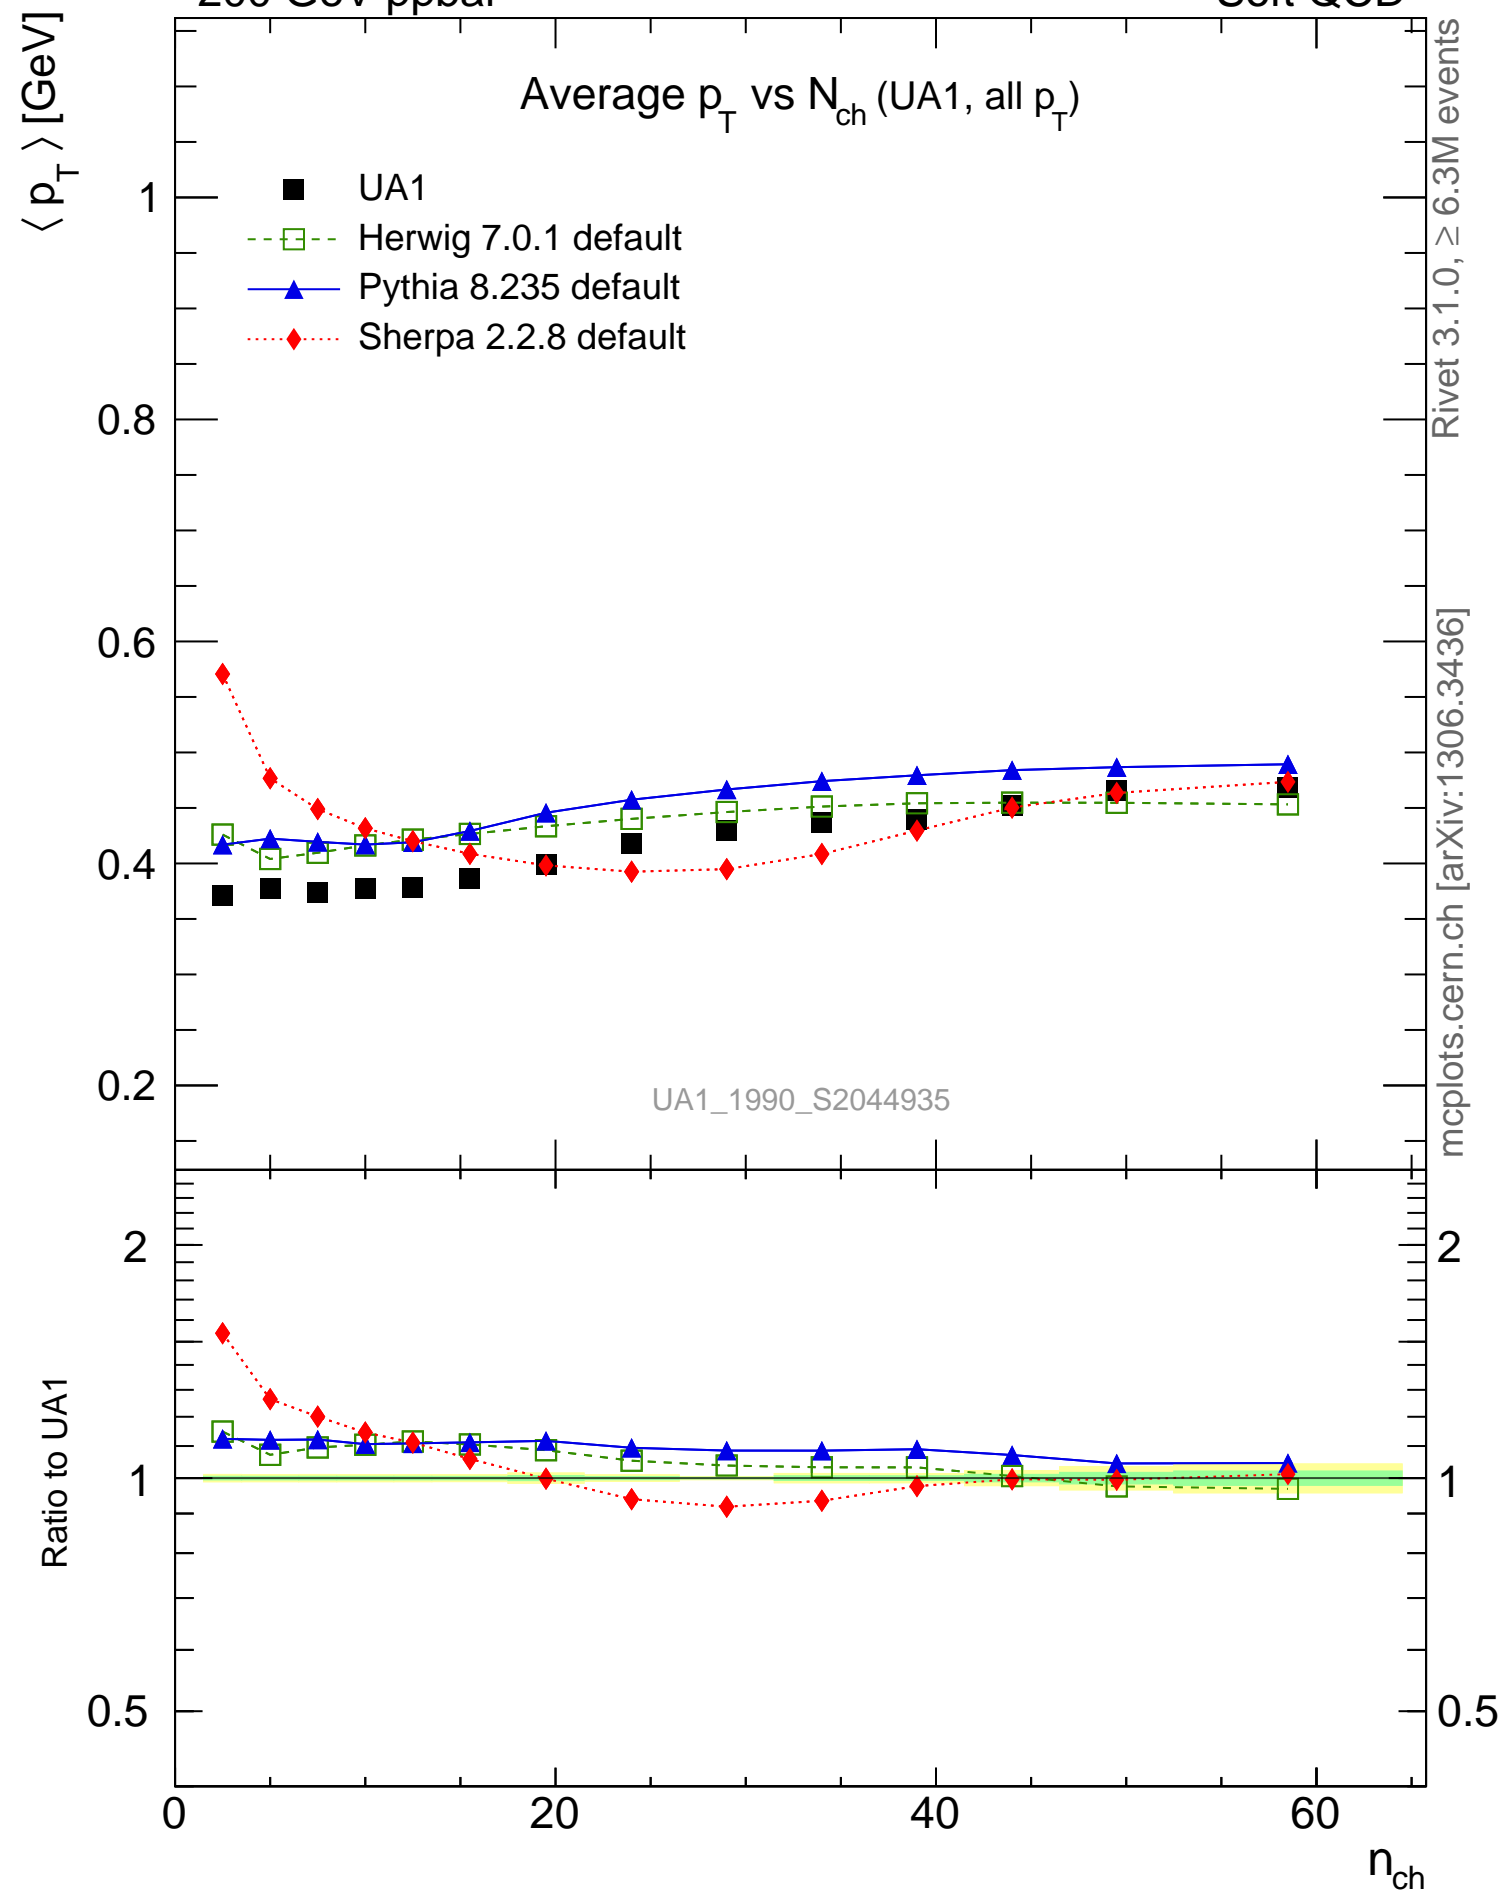 ⟨ p_T ⟩ [GeV]
Average p_T vs N_ch (UA1, all p_T)
UA1
Herwig 7.0.1 default
Pythia 8.235 default
Sherpa 2.2.8 default
1
0.8
0.6
0.4
0.2
UA1_1990_S2044935
Rivet 3.1.0, ≥ 6.3M events
mcplots.cern.ch [arXiv:1306.3436]
Ratio to UA1
2
1
0.5
2
1
0.5
0
20
40
60
n_ch